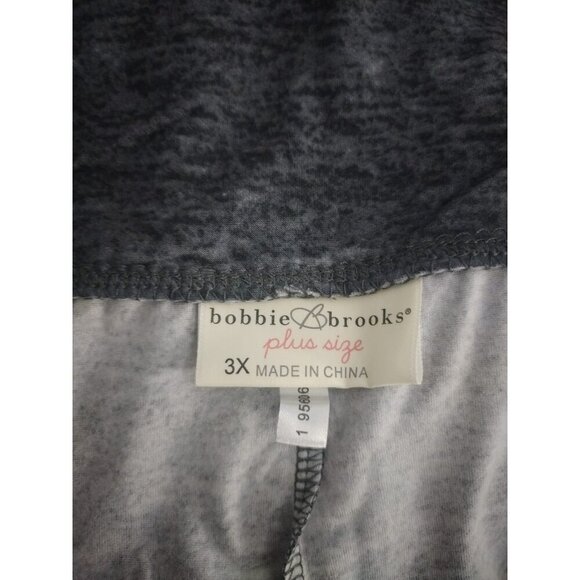 bobbie brooks®
plus size
3X MADE IN CHINA